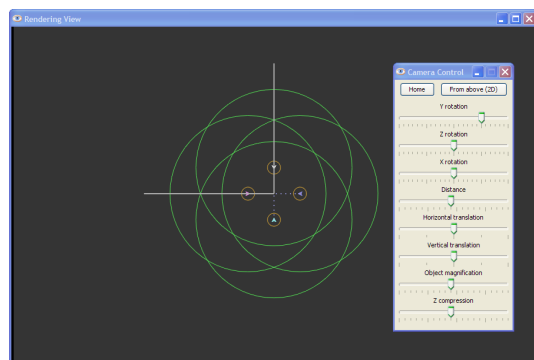 Rendering View
Camera Control
Home
From above (2D)
Y rotation
Z rotation
X rotation
Distance
Horizontal translation
Vertical translation
Object magnification
Z compression